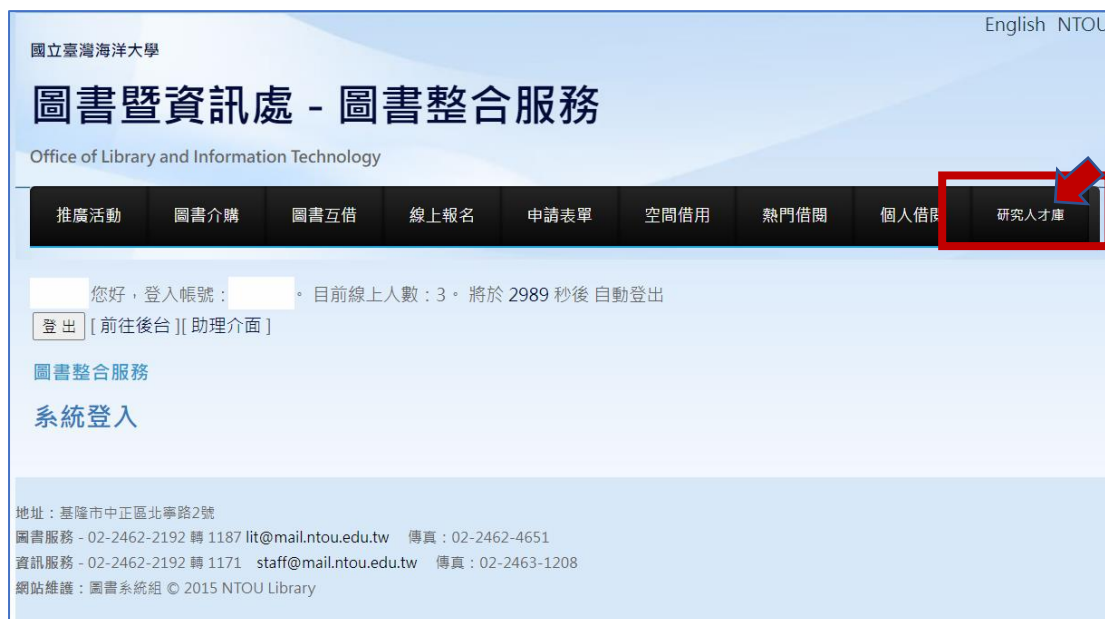 English NTOU
國立臺灣海洋大學
圖書暨資訊處 - 圖書整合服務
Office of Library and Information Technology
推廣活動 圖書介購 圖書互借 線上報名 申請表單 空間借用 熱門借閱 個人借閱 研究人才庫
您好，登入帳號： 。目前線上人數：3。將於 2989 秒後 自動登出
登出 [ 前往後台 ][ 助理介面 ]
圖書整合服務
系統登入
地址：基隆市中正區北寧路2號
圖書服務 - 02-2462-2192 轉 1187 lit@mail.ntou.edu.tw 傳真：02-2462-4651
資訊服務 - 02-2462-2192 轉 1171 staff@mail.ntou.edu.tw 傳真：02-2463-1208
網站維護：圖書系統組 © 2015 NTOU Library